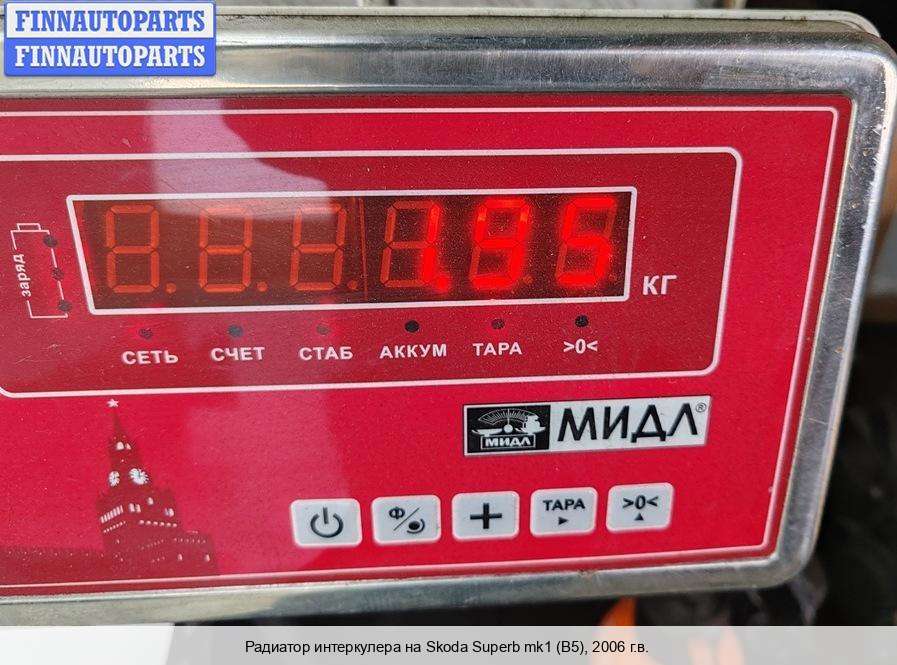 FINNAUTOPARTS
FINNAUTOPARTS
заряд
1.95
КГ
СЕТЬ СЧЕТ СТАБ АККУМ ТАРА >0<
МИДЛ МИДЛ®
Ф ТАРА >0<
Радиатор интеркулера на Skoda Superb mk1 (B5), 2006 г.в.